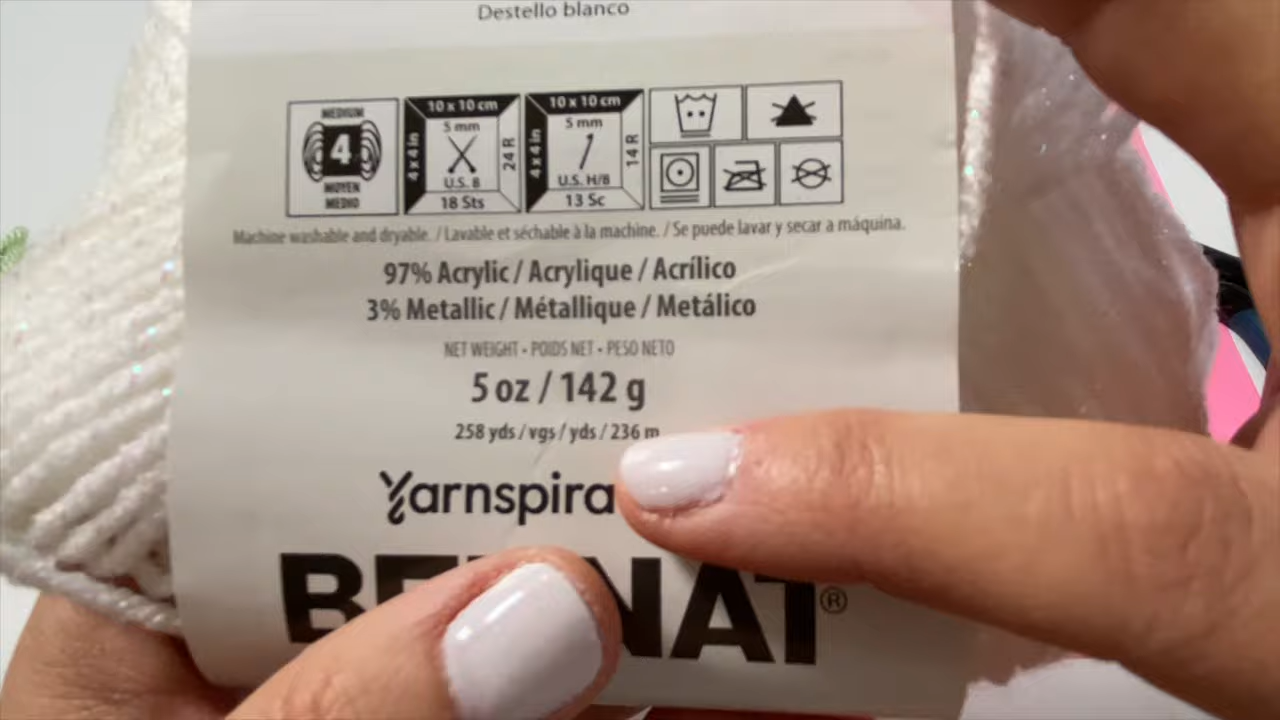 Destello blanco
MEDIUM
4
MOYEN
MEDIO
10 x 10 cm
4 x 4 in
5 mm
24 R
U.S. 8
18 Sts
10 x 10 cm
4 x 4 in
5 mm
14 R
U.S. H/8
13 Sc
Machine washable and dryable. / Lavable et séchable à la machine. / Se puede lavar y secar a máquina.
97% Acrylic / Acrylique / Acrílico
3% Metallic / Métallique / Metálico
NET WEIGHT • POIDS NET • PESO NETO
5 oz / 142 g
258 yds / vgs / yds / 236 m
Yarnspira
BERNAT®